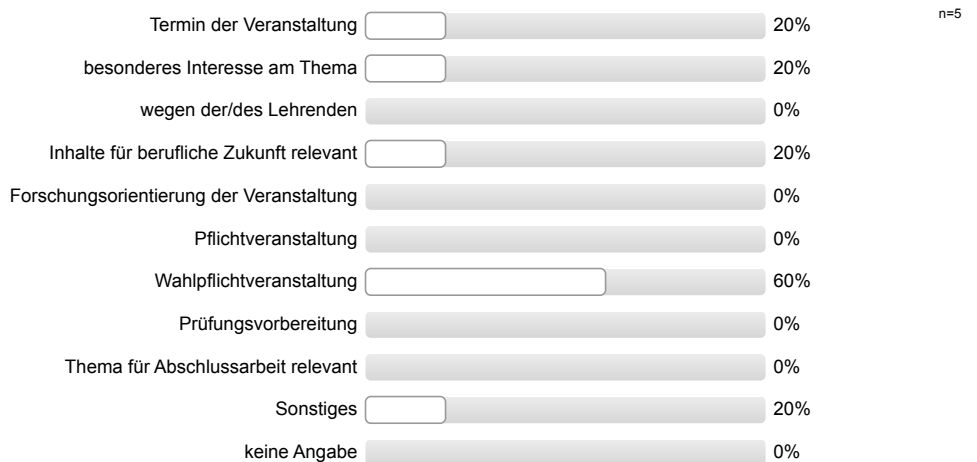 Termin der Veranstaltung 20% n=5
besonderes Interesse am Thema 20%
wegen der/des Lehrenden 0%
Inhalte für berufliche Zukunft relevant 20%
Forschungsorientierung der Veranstaltung 0%
Pflichtveranstaltung 0%
Wahlpflichtveranstaltung 60%
Prüfungsvorbereitung 0%
Thema für Abschlussarbeit relevant 0%
Sonstiges 20%
keine Angabe 0%